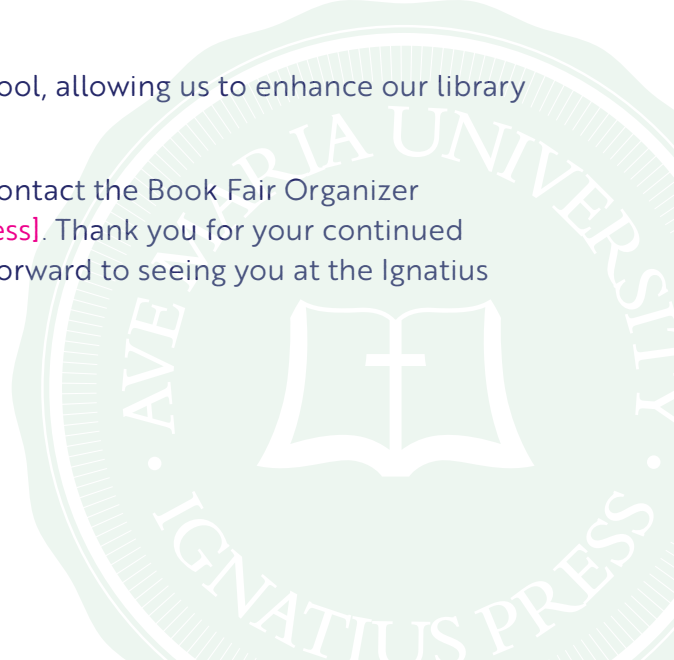 ool, allowing us to enhance our library
ontact the Book Fair Organizer
ess]. Thank you for your continued
orward to seeing you at the Ignatius
AVE MARIA UNIVERSITY
IGNATIUS PRESS